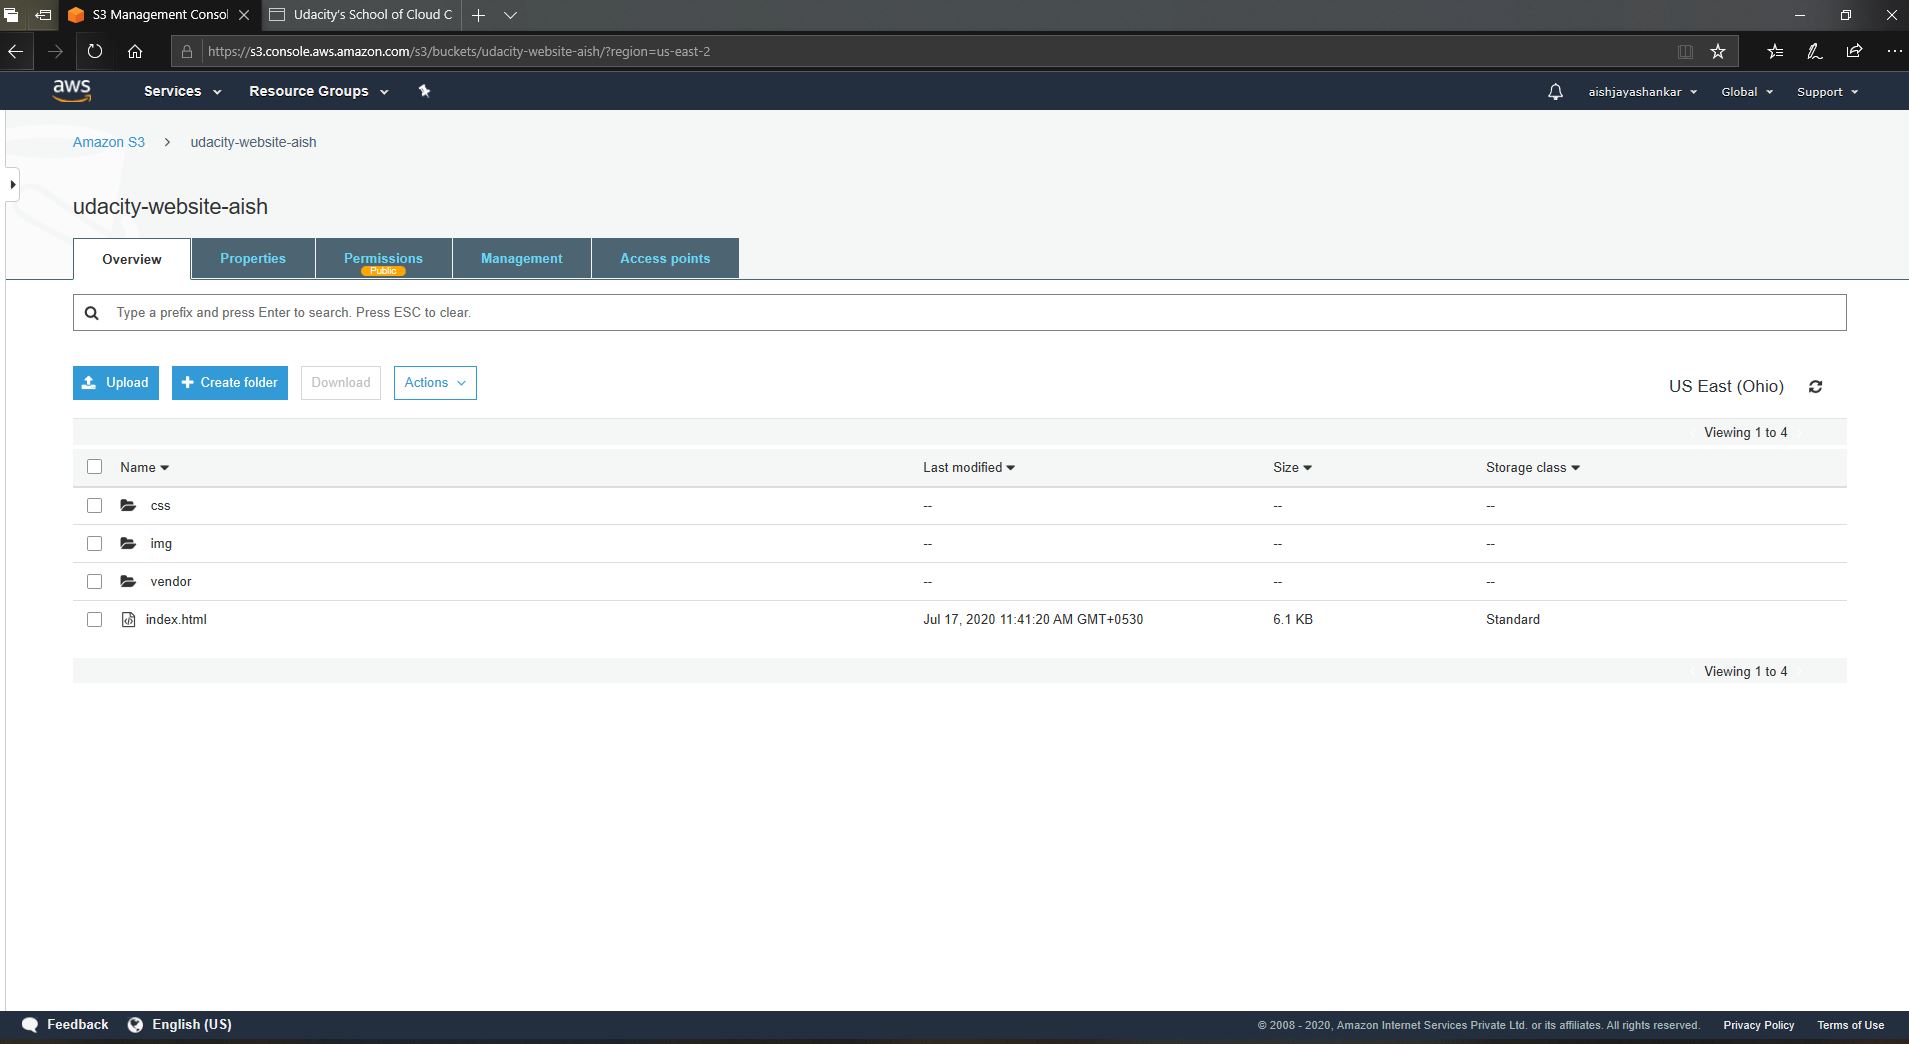 S3 Management Consol
Udacity's School of Cloud C
https://s3.console.aws.amazon.com/s3/buckets/udacity-website-aish/?region=us-east-2
aws
Services
Resource Groups
aishjayashankar
Global
Support
Amazon S3 > udacity-website-aish
udacity-website-aish
Overview
Properties
Permissions
Public
Management
Access points
Type a prefix and press Enter to search. Press ESC to clear.
Upload
+ Create folder
Download
Actions
US East (Ohio)
Viewing 1 to 4
Name Last modified Size Storage class
css -- -- --
img -- -- --
vendor -- -- --
index.html Jul 17, 2020 11:41:20 AM GMT+0530 6.1 KB Standard
Viewing 1 to 4
Feedback
English (US)
© 2008 - 2020, Amazon Internet Services Private Ltd. or its affiliates. All rights reserved.
Privacy Policy
Terms of Use